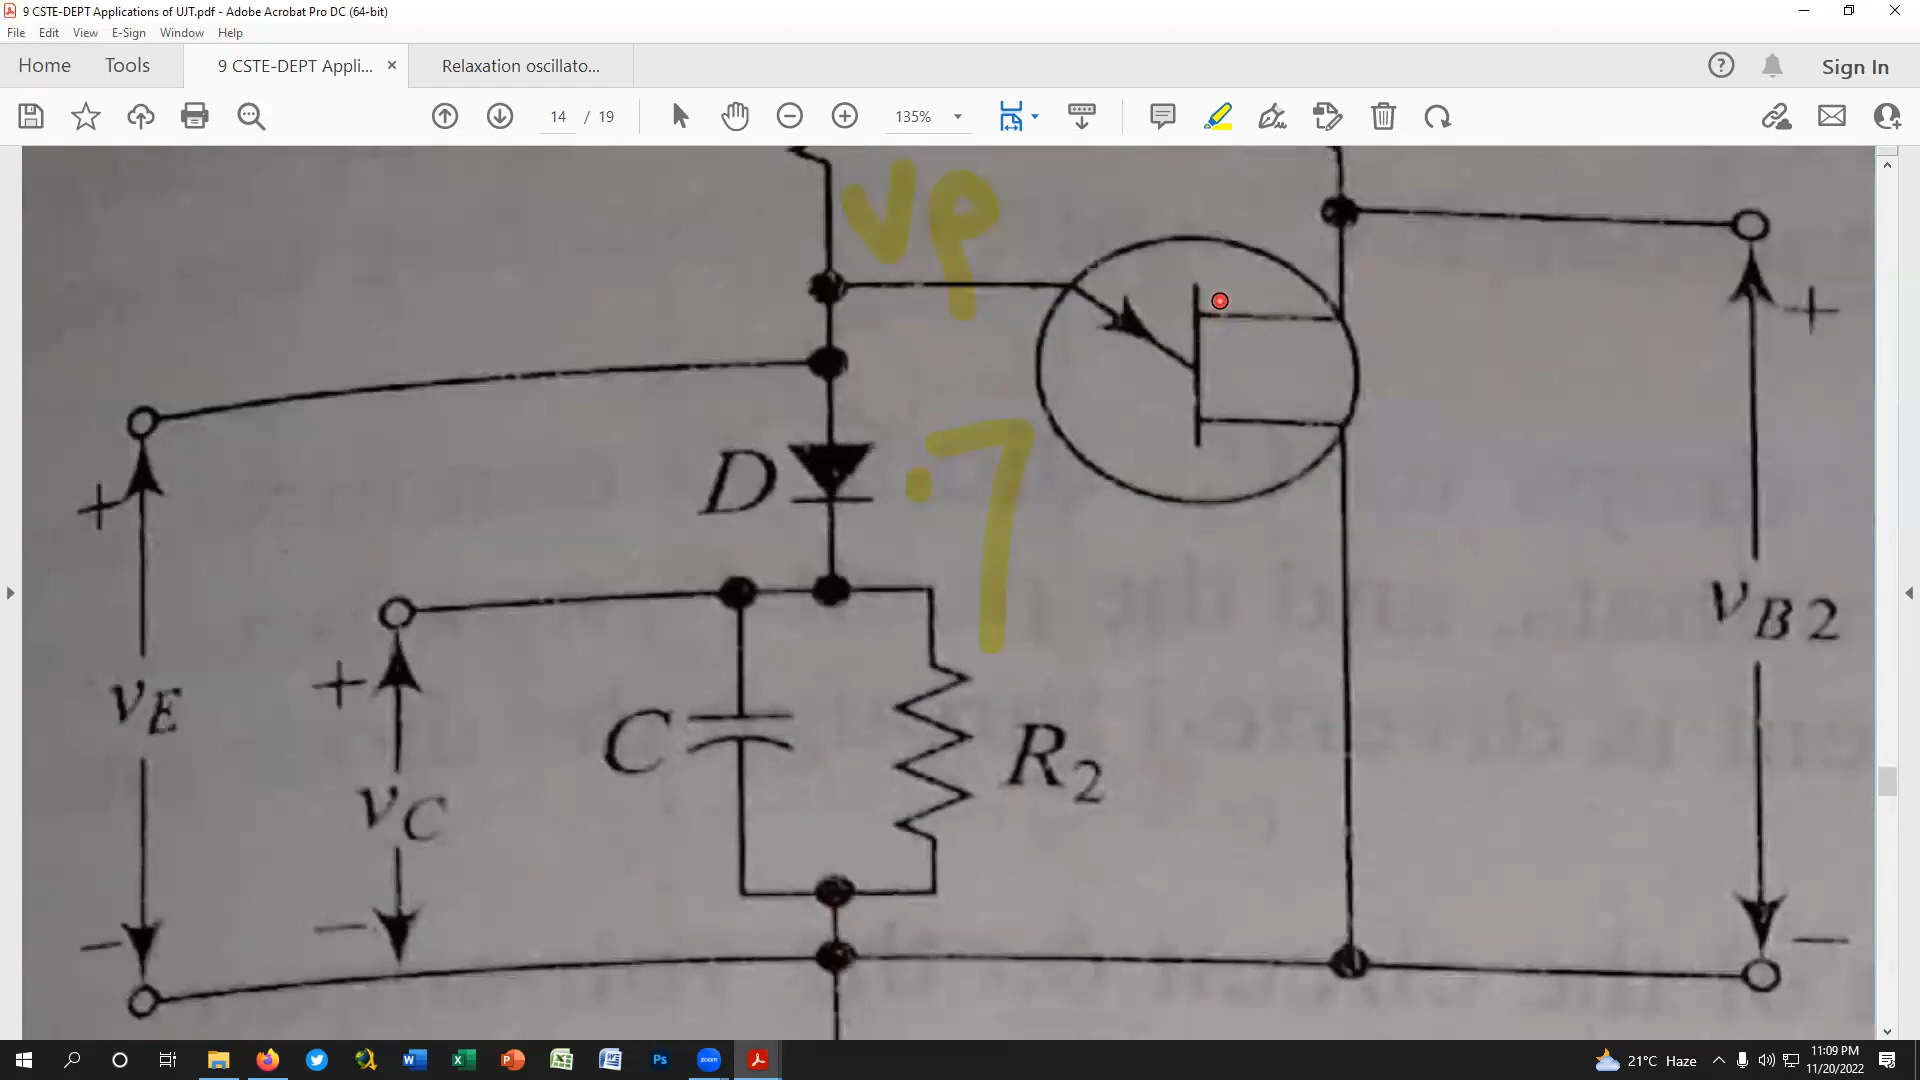 9 CSTE-DEPT Applications of UJT.pdf - Adobe Acrobat Pro DC (64-bit)
File Edit View E-Sign Window Help
Home Tools 9 CSTE-DEPT Appli... × Relaxation oscillato... Sign In
14 / 19 135%
VP
+
D .7
+
vE
+
vC
C R2
vB2
−
−
−
zoom
21°C Haze
11:09 PM
11/20/2022